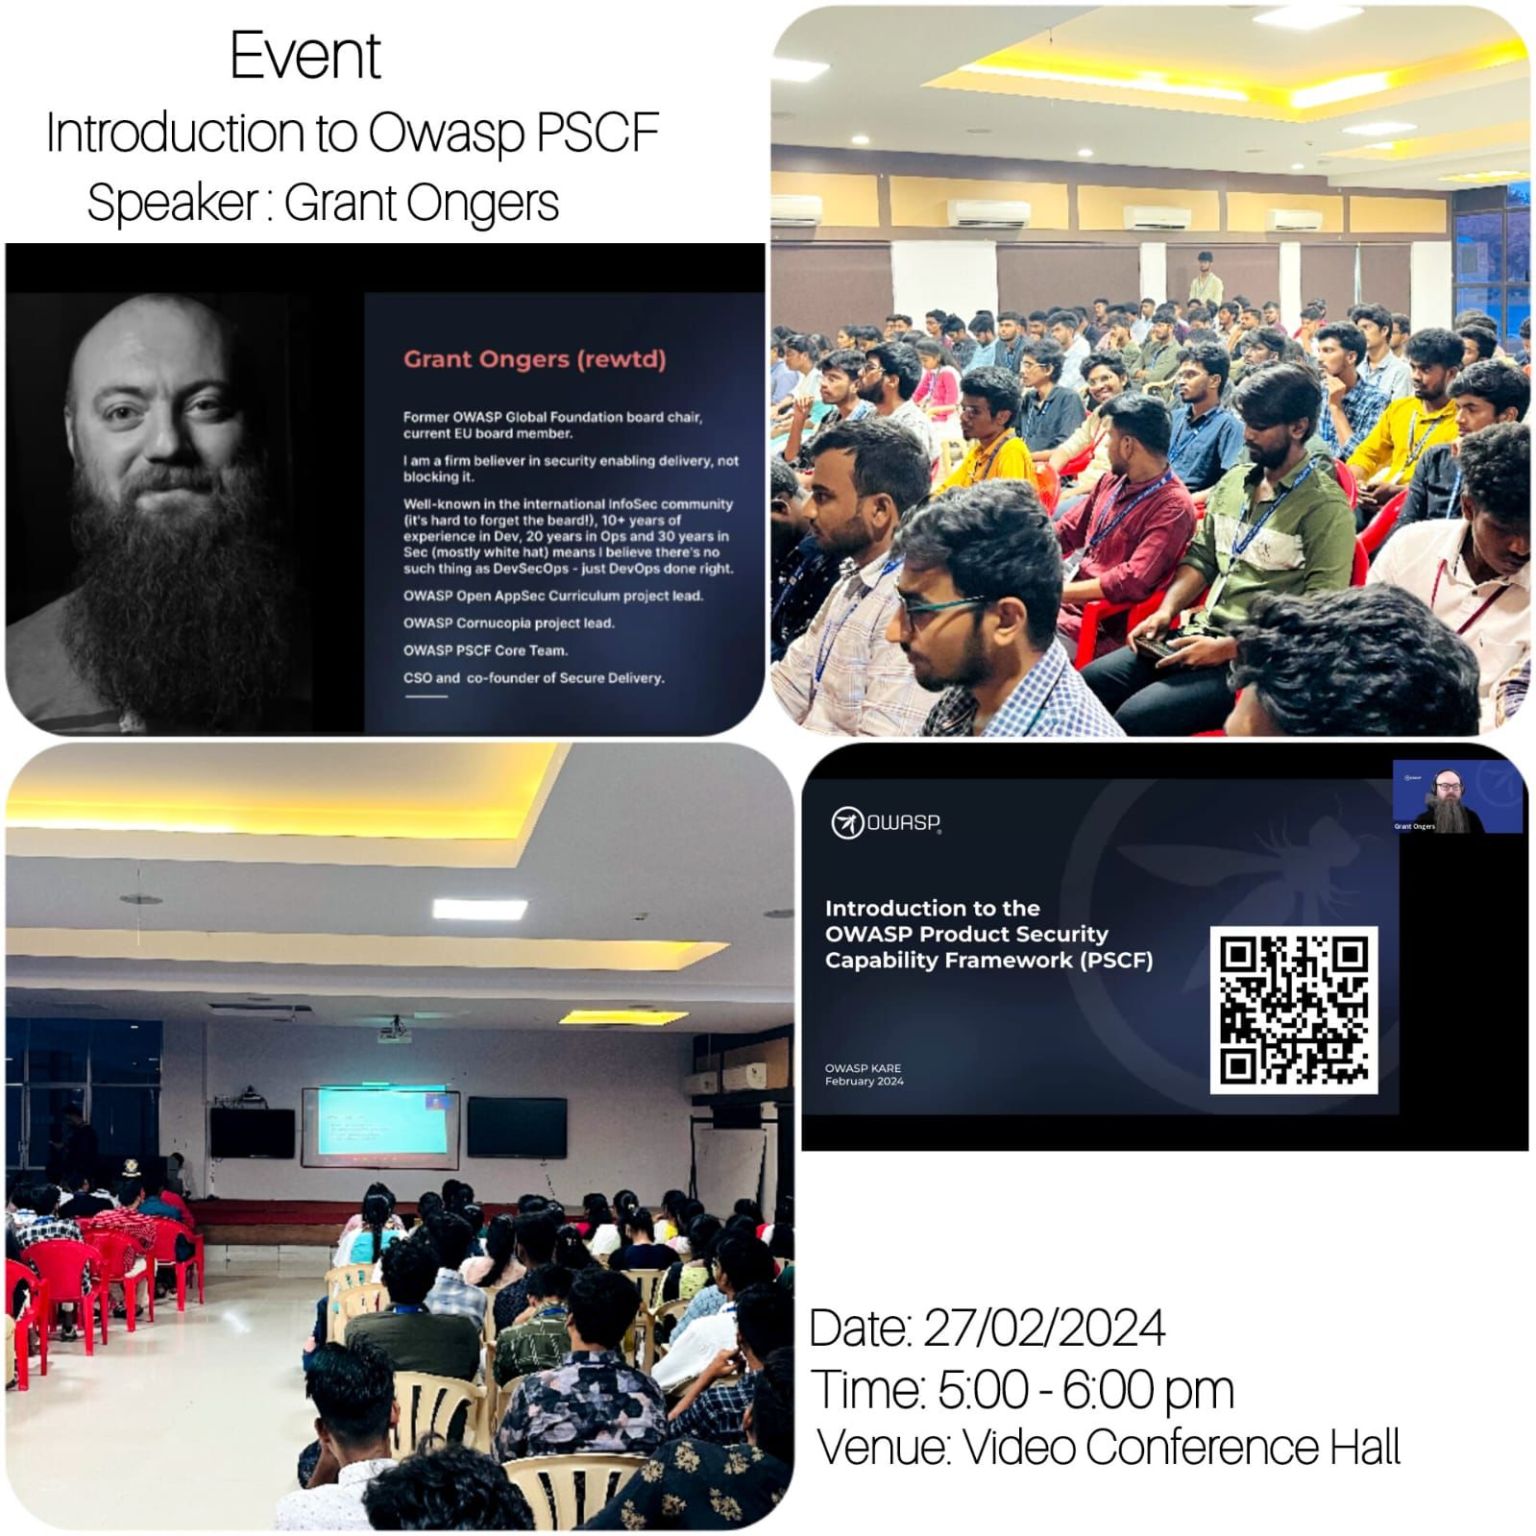 Event
Introduction to Owasp PSCF
Speaker : Grant Ongers
Grant Ongers (rewtd)
Former OWASP Global Foundation board chair,
current EU board member.
I am a firm believer in security enabling delivery, not
blocking it.
Well-known in the international InfoSec community
(it's hard to forget the beard!), 10+ years of
experience in Dev, 20 years in Ops and 30 years in
Sec (mostly white hat) means I believe there's no
such thing as DevSecOps - just DevOps done right.
OWASP Open AppSec Curriculum project lead.
OWASP Cornucopia project lead.
OWASP PSCF Core Team.
CSO and co-founder of Secure Delivery.
OWASP
Grant Ongers
Introduction to the
OWASP Product Security
Capability Framework (PSCF)
OWASP KARE
February 2024
Date: 27/02/2024
Time: 5:00 - 6:00 pm
Venue: Video Conference Hall